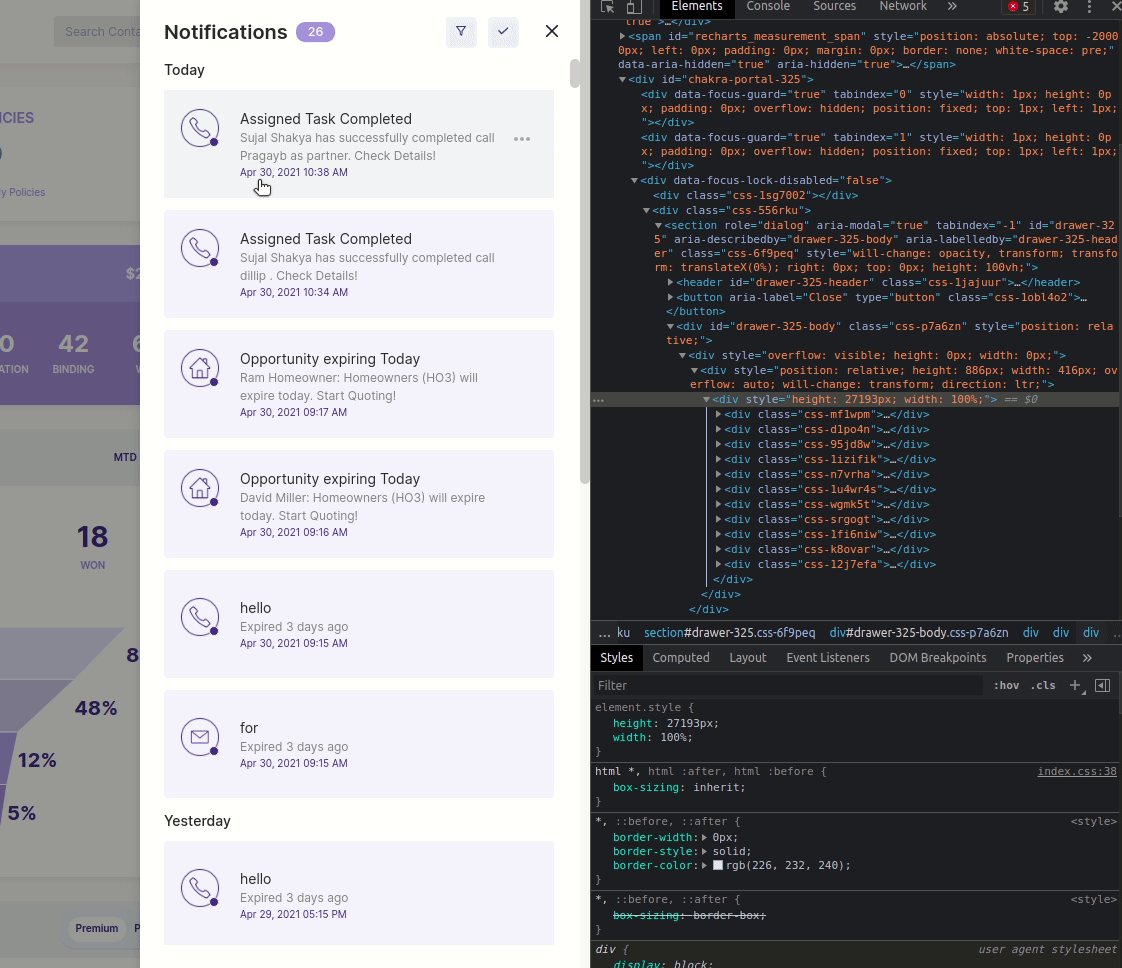 Search Conta
CIES
)
y Policies
$2
0
ATION
42
BINDING
6
W
MTD
18
WON
8
48%
12%
5%
Premium
P
Notifications 26
Today
Assigned Task Completed
Sujal Shakya has successfully completed call
Pragayb as partner. Check Details!
Apr 30, 2021 10:38 AM
Assigned Task Completed
Sujal Shakya has successfully completed call
dillip . Check Details!
Apr 30, 2021 10:34 AM
Opportunity expiring Today
Ram Homeowner: Homeowners (HO3) will
expire today. Start Quoting!
Apr 30, 2021 09:17 AM
Opportunity expiring Today
David Miller: Homeowners (HO3) will expire
today. Start Quoting!
Apr 30, 2021 09:16 AM
hello
Expired 3 days ago
Apr 30, 2021 09:15 AM
for
Expired 3 days ago
Apr 30, 2021 09:15 AM
Yesterday
hello
Expired 3 days ago
Apr 29, 2021 05:15 PM
Elements Console Sources Network » 5
true">…</div>
<span id="recharts_measurement_span" style="position: absolute; top: -2000
0px; left: 0px; padding: 0px; margin: 0px; border: none; white-space: pre;"
data-aria-hidden="true" aria-hidden="true">…</span>
<div id="chakra-portal-325">
<div data-focus-guard="true" tabindex="0" style="width: 1px; height: 0p
x; padding: 0px; overflow: hidden; position: fixed; top: 1px; left: 1px;
"></div>
<div data-focus-guard="true" tabindex="1" style="width: 1px; height: 0p
x; padding: 0px; overflow: hidden; position: fixed; top: 1px; left: 1px;
"></div>
<div data-focus-lock-disabled="false">
<div class="css-1sg7002"></div>
<div class="css-556rku">
<section role="dialog" aria-modal="true" tabindex="-1" id="drawer-32
5" aria-describedby="drawer-325-body" aria-labelledby="drawer-325-head
er" class="css-6f9peq" style="will-change: opacity, transform; transfo
rm: translateX(0%); right: 0px; top: 0px; height: 100vh;">
<header id="drawer-325-header" class="css-1jajuur">…</header>
<button aria-label="Close" type="button" class="css-1obl4o2">…
</button>
<div id="drawer-325-body" class="css-p7a6zn" style="position: rela
tive;">
<div style="overflow: visible; height: 0px; width: 0px;">
<div style="position: relative; height: 886px; width: 416px; ov
erflow: auto; will-change: transform; direction: ltr;">
<div style="height: 27193px; width: 100%;"> == $0
<div class="css-mf1wpm">…</div>
<div class="css-d1po4n">…</div>
<div class="css-95jd8w">…</div>
<div class="css-1izifik">…</div>
<div class="css-n7vrha">…</div>
<div class="css-1u4wr4s">…</div>
<div class="css-wgmk5t">…</div>
<div class="css-srgogt">…</div>
<div class="css-1fi6niw">…</div>
<div class="css-k8ovar">…</div>
<div class="css-12j7efa">…</div>
</div>
</div>
</div>
… ku section#drawer-325.css-6f9peq div#drawer-325-body.css-p7a6zn div div div …
Styles Computed Layout Event Listeners DOM Breakpoints Properties »
Filter :hov .cls +
element.style {
height: 27193px;
width: 100%;
}
html *, html :after, html :before { index.css:38
box-sizing: inherit;
}
*, ::before, ::after { <style>
border-width: 0px;
border-style: solid;
border-color: rgb(226, 232, 240);
}
*, ::before, ::after { <style>
box-sizing: border-box;
}
div { user agent stylesheet
display: block;